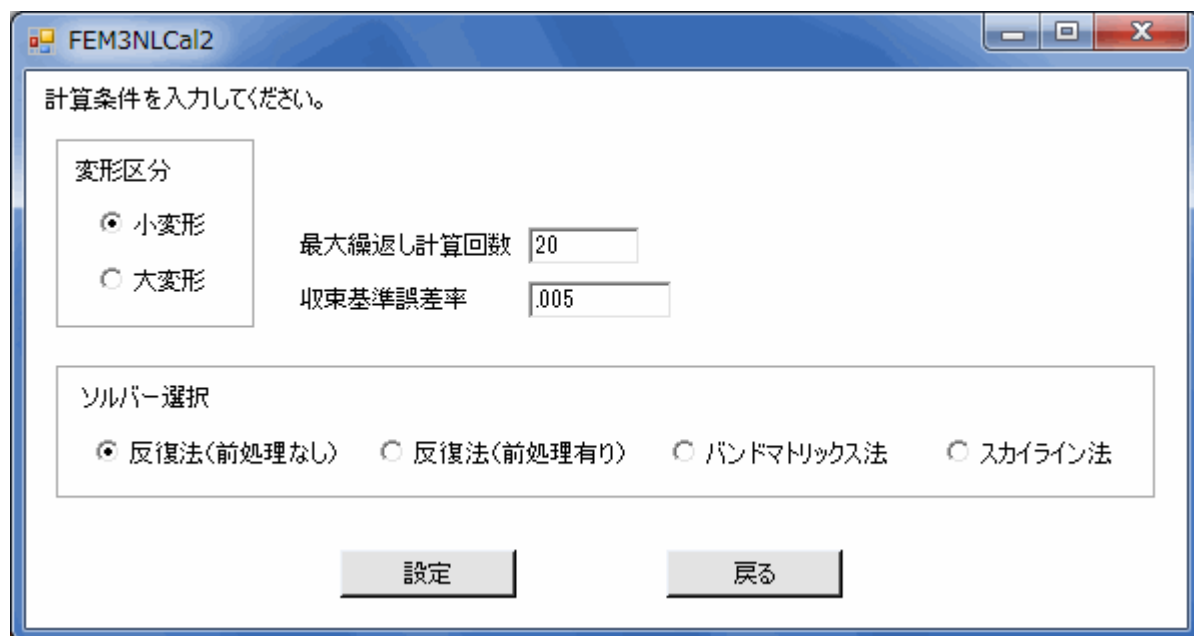 FEM3NLCal2
計算条件を入力してください。
変形区分
小変形
大変形
最大繰返し計算回数 20
収束基準誤差率 .005
ソルバー選択
反復法(前処理なし) 反復法(前処理有り) バンドマトリックス法 スカイライン法
設定 戻る